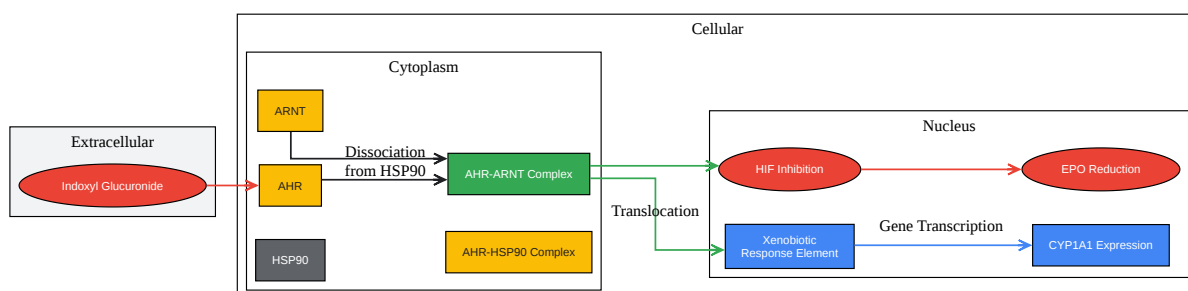 Cellular
Cytoplasm
ARNT
Extracellular
Indoxyl Glucuronide
AHR
Dissociation
from HSP90
AHR-ARNT Complex
HSP90
AHR-HSP90 Complex
Translocation
Nucleus
HIF Inhibition
EPO Reduction
Xenobiotic
Response Element
Gene Transcription
CYP1A1 Expression